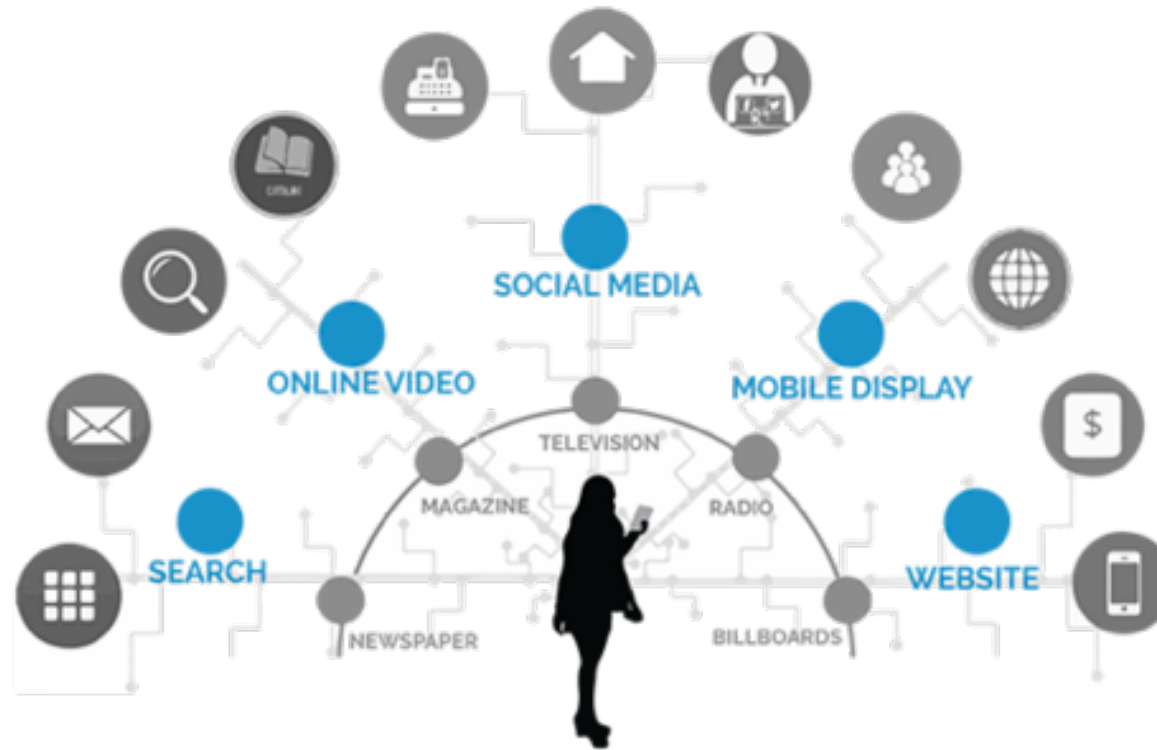 SOCIAL MEDIA
ONLINE VIDEO
MOBILE DISPLAY
TELEVISION
MAGAZINE
RADIO
SEARCH
WEBSITE
NEWSPAPER
BILLBOARDS
$